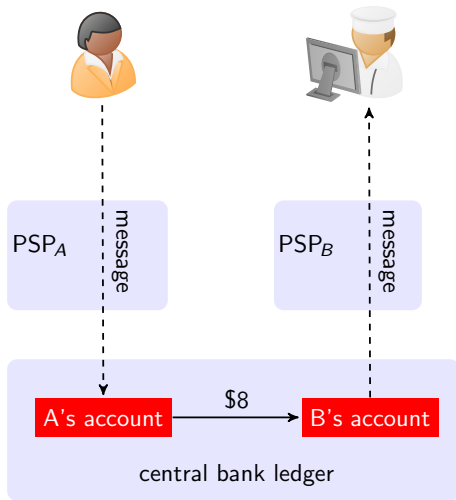 PSP_A
message
PSP_B
message
$8
A's account
B's account
central bank ledger